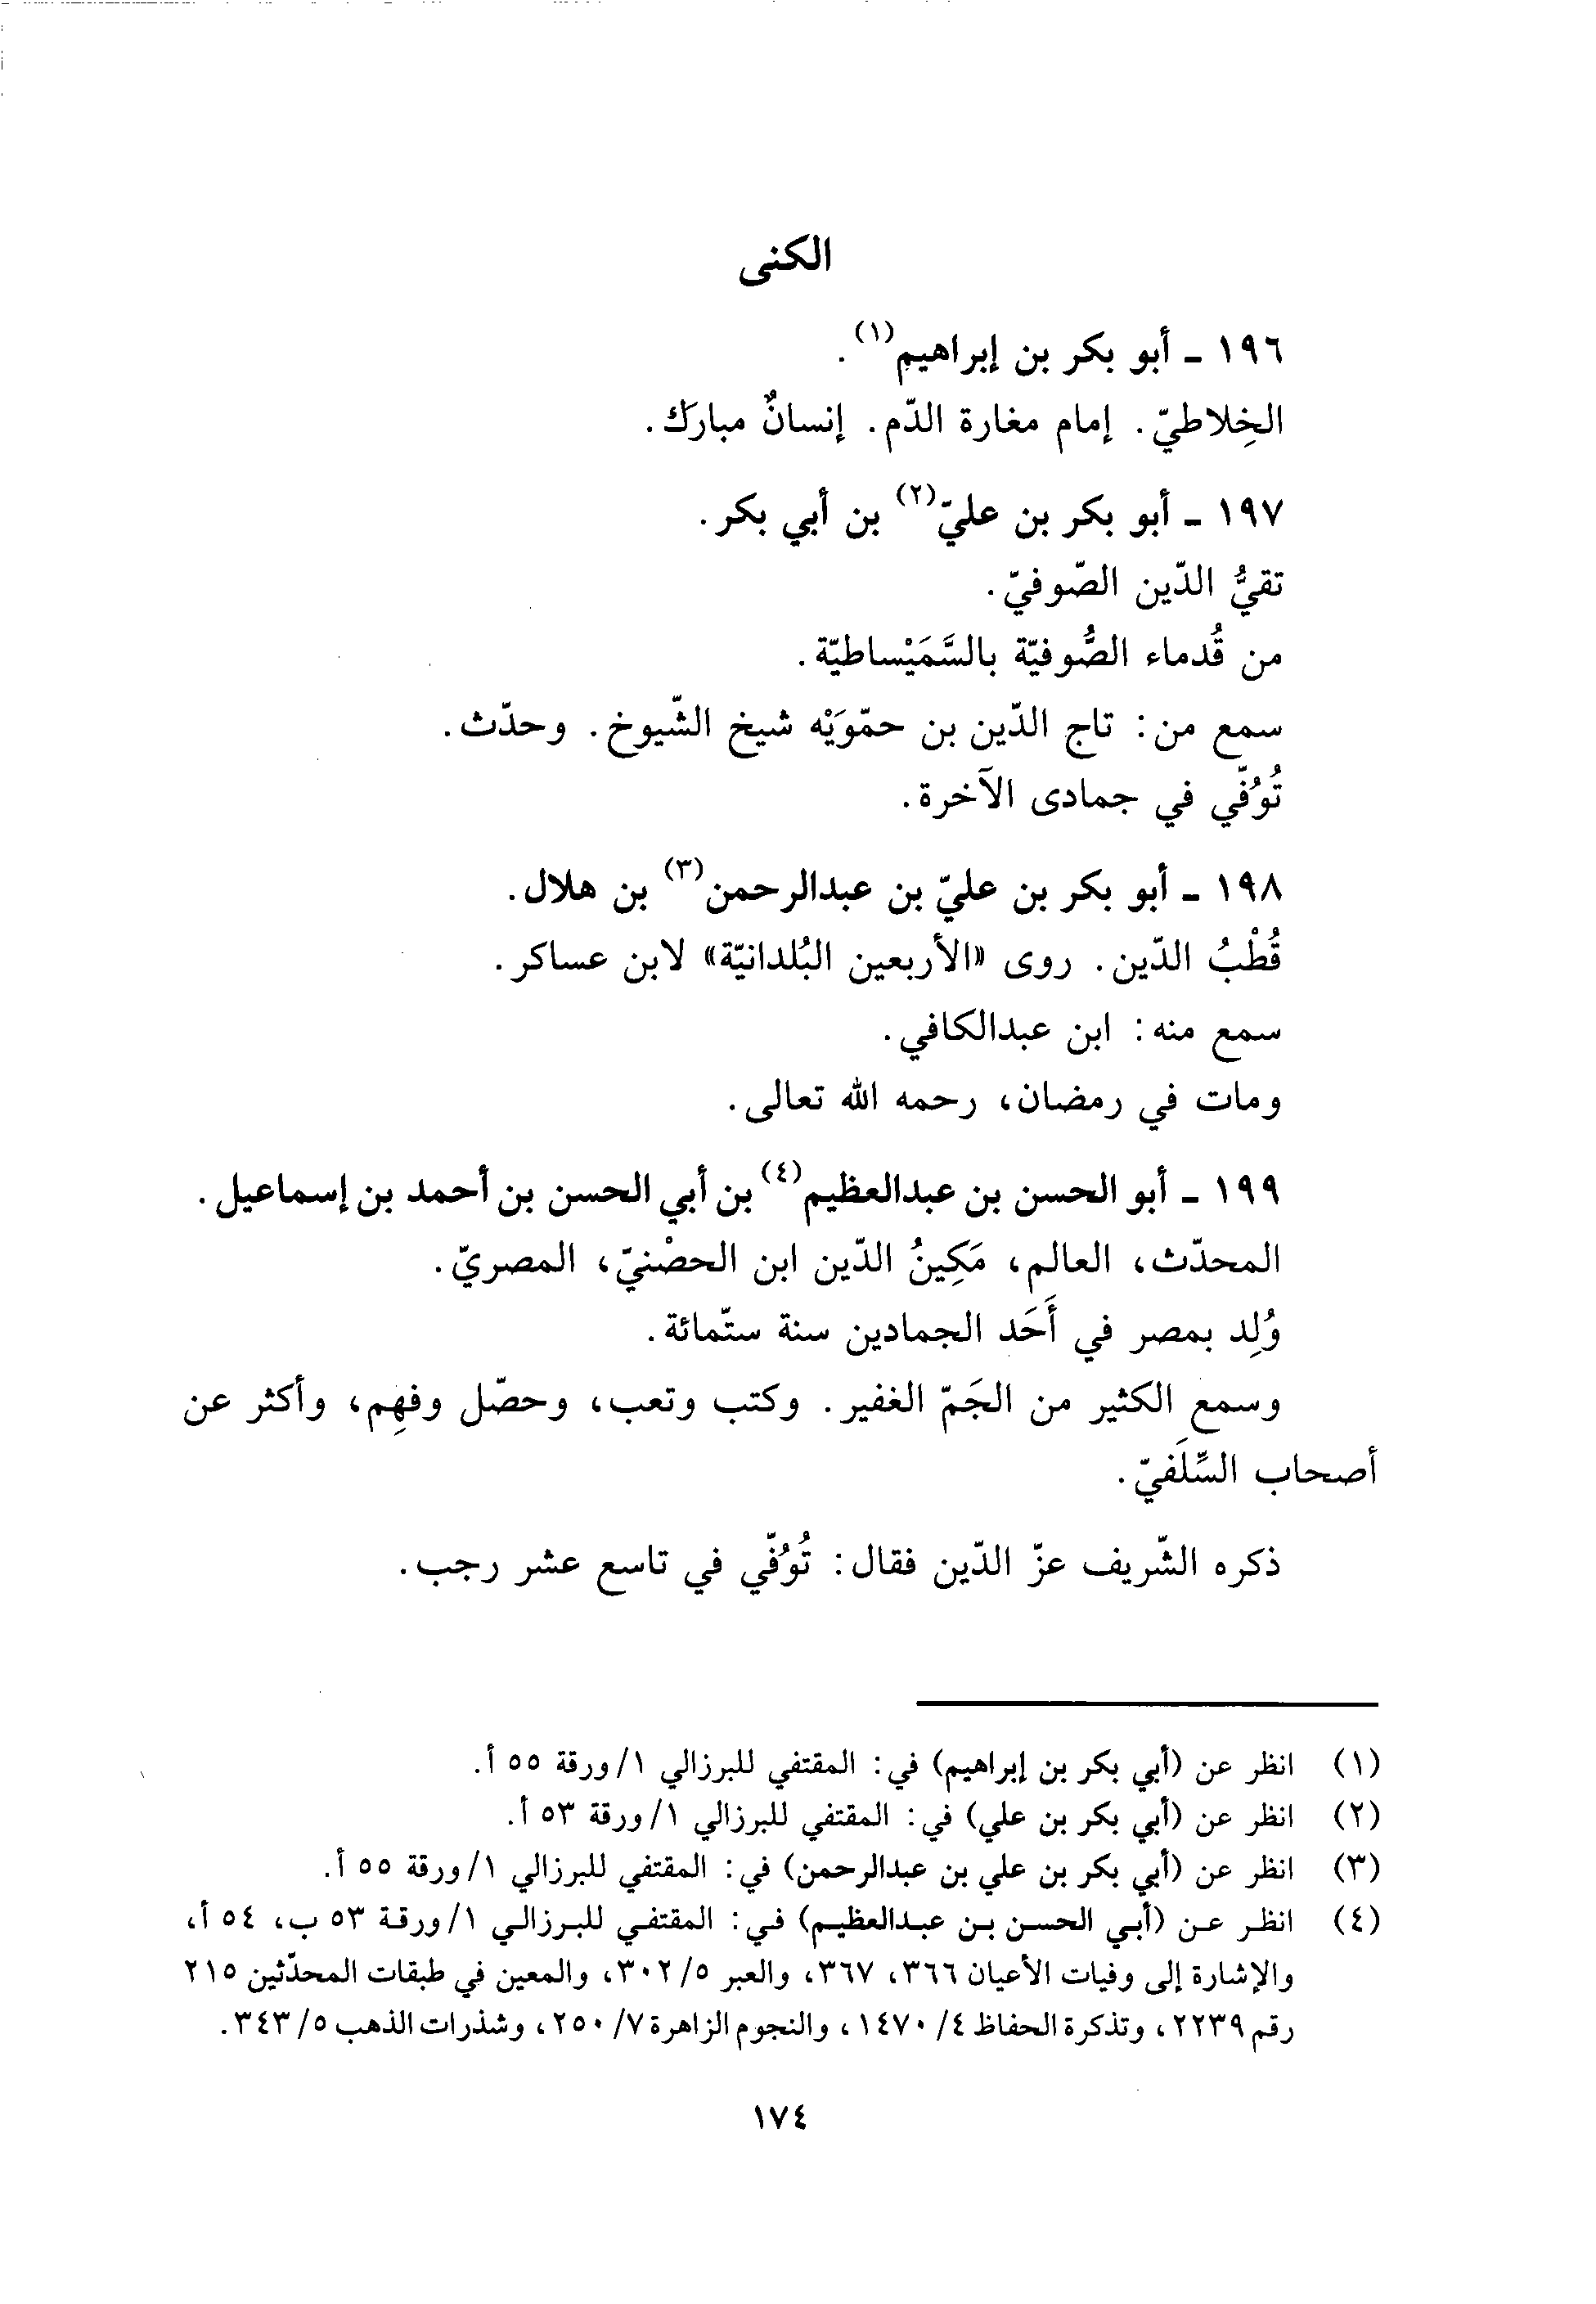 الكنى
١٩٦ - أبو بكر بن إبراهيم(١).
الخِلاطيّ. إمام مغارة الدّم. إنسانٌ مبارك.
١٩٧ - أبو بكر بن عليّ(٢) بن أبي بكر.
تقيُّ الدّين الصّوفيّ.
من قُدماء الصُّوفيّة بالسَّمَيْساطيّة.
سمع من: تاج الدّين بن حمّوَيْه شيخ الشّيوخ. وحدّث.
تُوُفّي في جمادى الآخرة.
١٩٨ - أبو بكر بن عليّ بن عبدالرحمن(٣) بن هلال.
قُطْبُ الدّين. روى «الأربعين البُلدانيّة» لابن عساكر.
سمع منه: ابن عبدالكافي.
ومات في رمضان، رحمه الله تعالى.
١٩٩ - أبو الحسن بن عبدالعظيم(٤) بن أبي الحسن بن أحمد بن إسماعيل.
المحدّث، العالم، مَكِينُ الدّين ابن الحصْنيّ، المصريّ.
وُلِد بمصر في أَحَد الجمادين سنة ستّمائة.
وسمع الكثير من الجَمّ الغفير. وكتب وتعب، وحصّل وفهِم، وأكثر عن
أصحاب السِّلَفيّ.
ذكره الشّريف عزّ الدّين فقال: تُوُفّي في تاسع عشر رجب.
(١) انظر عن (أبي بكر بن إبراهيم) في: المقتفي للبرزالي ١/ورقة ٥٥ أ.
(٢) انظر عن (أبي بكر بن علي) في: المقتفي للبرزالي ١/ورقة ٥٣ أ.
(٣) انظر عن (أبي بكر بن علي بن عبدالرحمن) في: المقتفي للبرزالي ١/ورقة ٥٥ أ.
(٤) انظر عن (أبي الحسن بن عبدالعظيم) في: المقتفي للبرزالي ١/ورقة ٥٣ ب، ٥٤ أ،
والإشارة إلى وفيات الأعيان ٣٦٦، ٣٦٧، والعبر ٣٠٢/٥، والمعين في طبقات المحدّثين ٢١٥
رقم ٢٢٣٩، وتذكرة الحفاظ ١٤٧٠/٤، والنجوم الزاهرة ٢٥٠/٧، وشذرات الذهب ٣٤٣/٥.
١٧٤